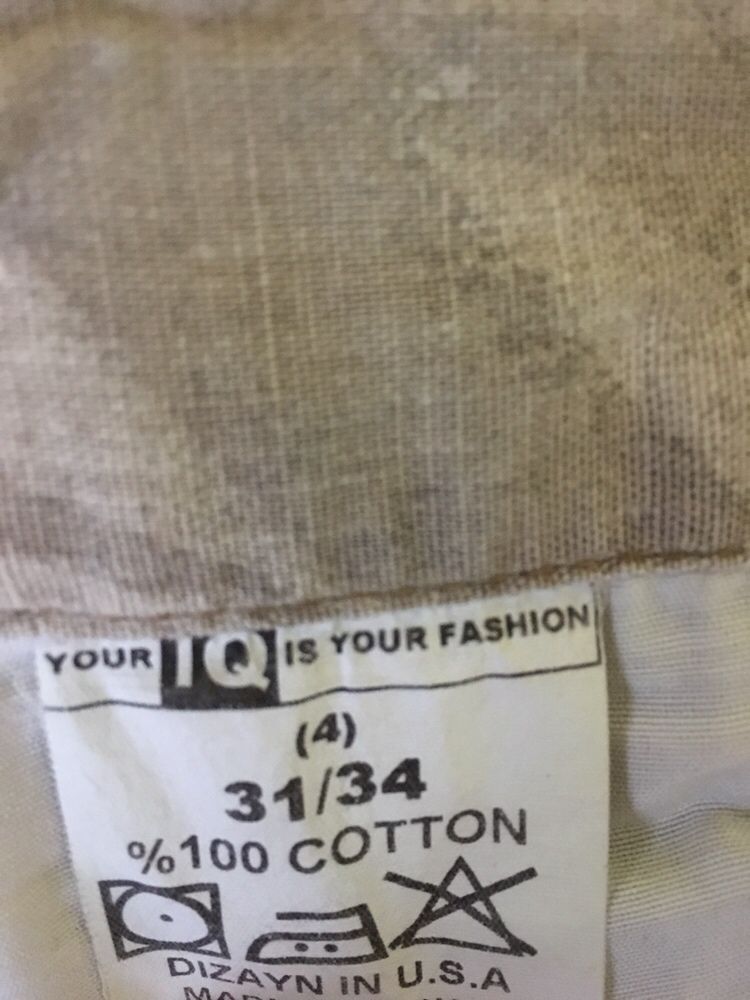 YOUR IQ IS YOUR FASHION
(4)
31/34
%100 COTTON
DIZAYN IN U.S.A